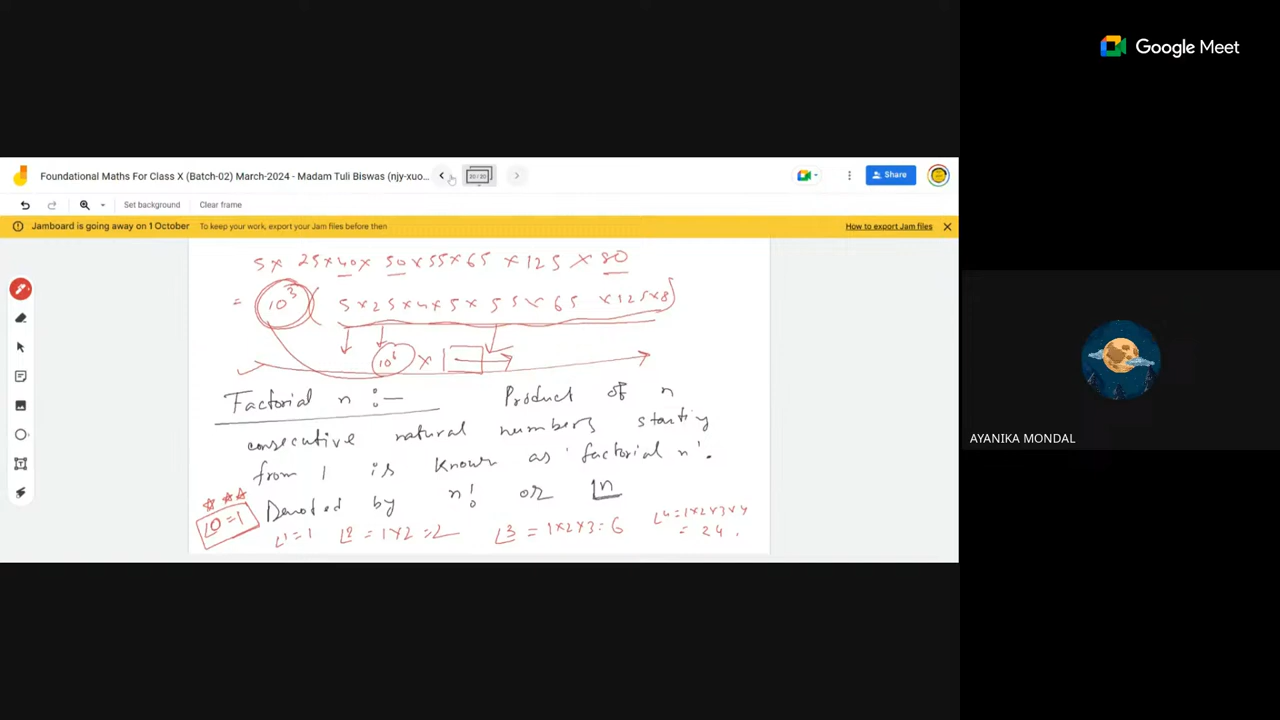 Google Meet
Foundational Maths For Class X (Batch-02) March-2024 - Madam Tuli Biswas (njy-xuo...
20 / 20
Share
Set background
Clear frame
Jamboard is going away on 1 October To keep your work, export your Jam files before then
How to export Jam files
5 × 25 × 40 × 50 × 55 × 65 × 125 × 80
= 10³ ( 5 × 25 × 4 × 5 × 55 × 65 × 125 × 8 )
10⁶ ×
Factorial n :— Product of n
consecutive natural numbers starting
from 1 is known as 'factorial n'.
Denoted by n! or ⌊n
⌊0 = 1
⌊1 = 1 ⌊2 = 1×2 = 2 ⌊3 = 1×2×3 = 6 ⌊4 = 1×2×3×4
= 24.
AYANIKA MONDAL